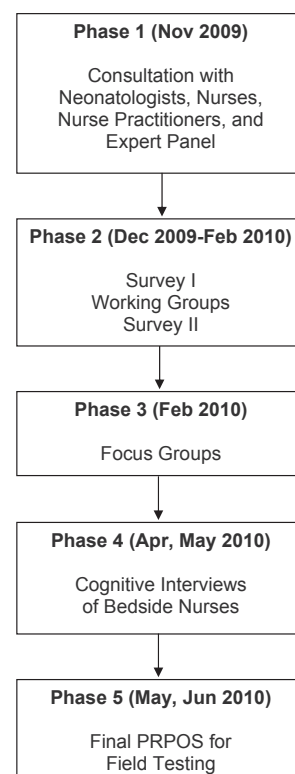 Phase 1 (Nov 2009)
Consultation with
Neonatologists, Nurses,
Nurse Practitioners, and
Expert Panel
Phase 2 (Dec 2009-Feb 2010)
Survey I
Working Groups
Survey II
Phase 3 (Feb 2010)
Focus Groups
Phase 4 (Apr, May 2010)
Cognitive Interviews
of Bedside Nurses
Phase 5 (May, Jun 2010)
Final PRPOS for
Field Testing